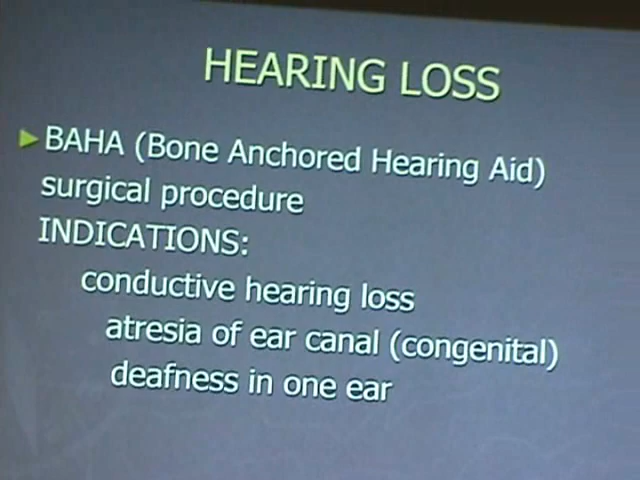 HEARING LOSS
BAHA (Bone Anchored Hearing Aid)
surgical procedure
INDICATIONS:
conductive hearing loss
atresia of ear canal (congenital)
deafness in one ear